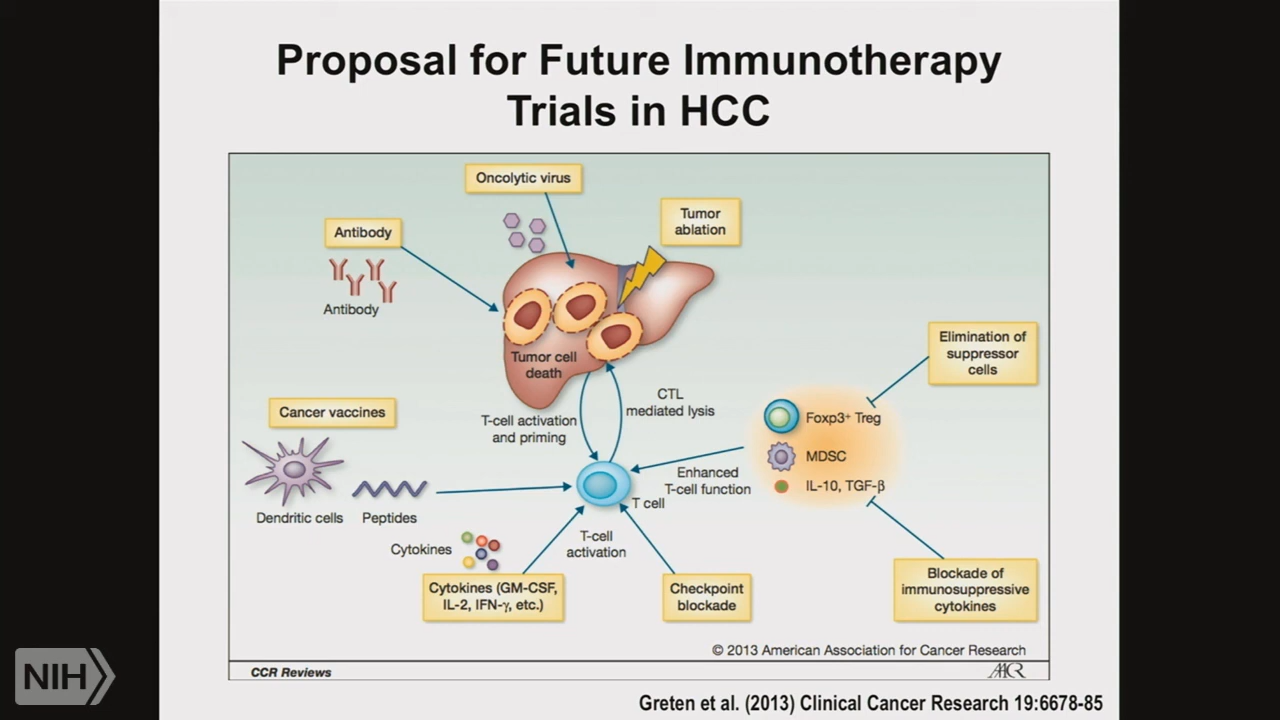 Proposal for Future Immunotherapy
Trials in HCC
Oncolytic virus
Tumor
ablation
Antibody
Antibody
Tumor cell
death
Elimination of
suppressor
cells
Cancer vaccines
T-cell activation
and priming
CTL
mediated lysis
Foxp3⁺ Treg
MDSC
IL-10, TGF-β
Enhanced
T-cell function
T cell
Dendritic cells
Peptides
Cytokines
T-cell
activation
Cytokines (GM-CSF,
IL-2, IFN-γ, etc.)
Checkpoint
blockade
Blockade of
immunosuppressive
cytokines
© 2013 American Association for Cancer Research
CCR Reviews
AACR
NIH
Greten et al. (2013) Clinical Cancer Research 19:6678-85